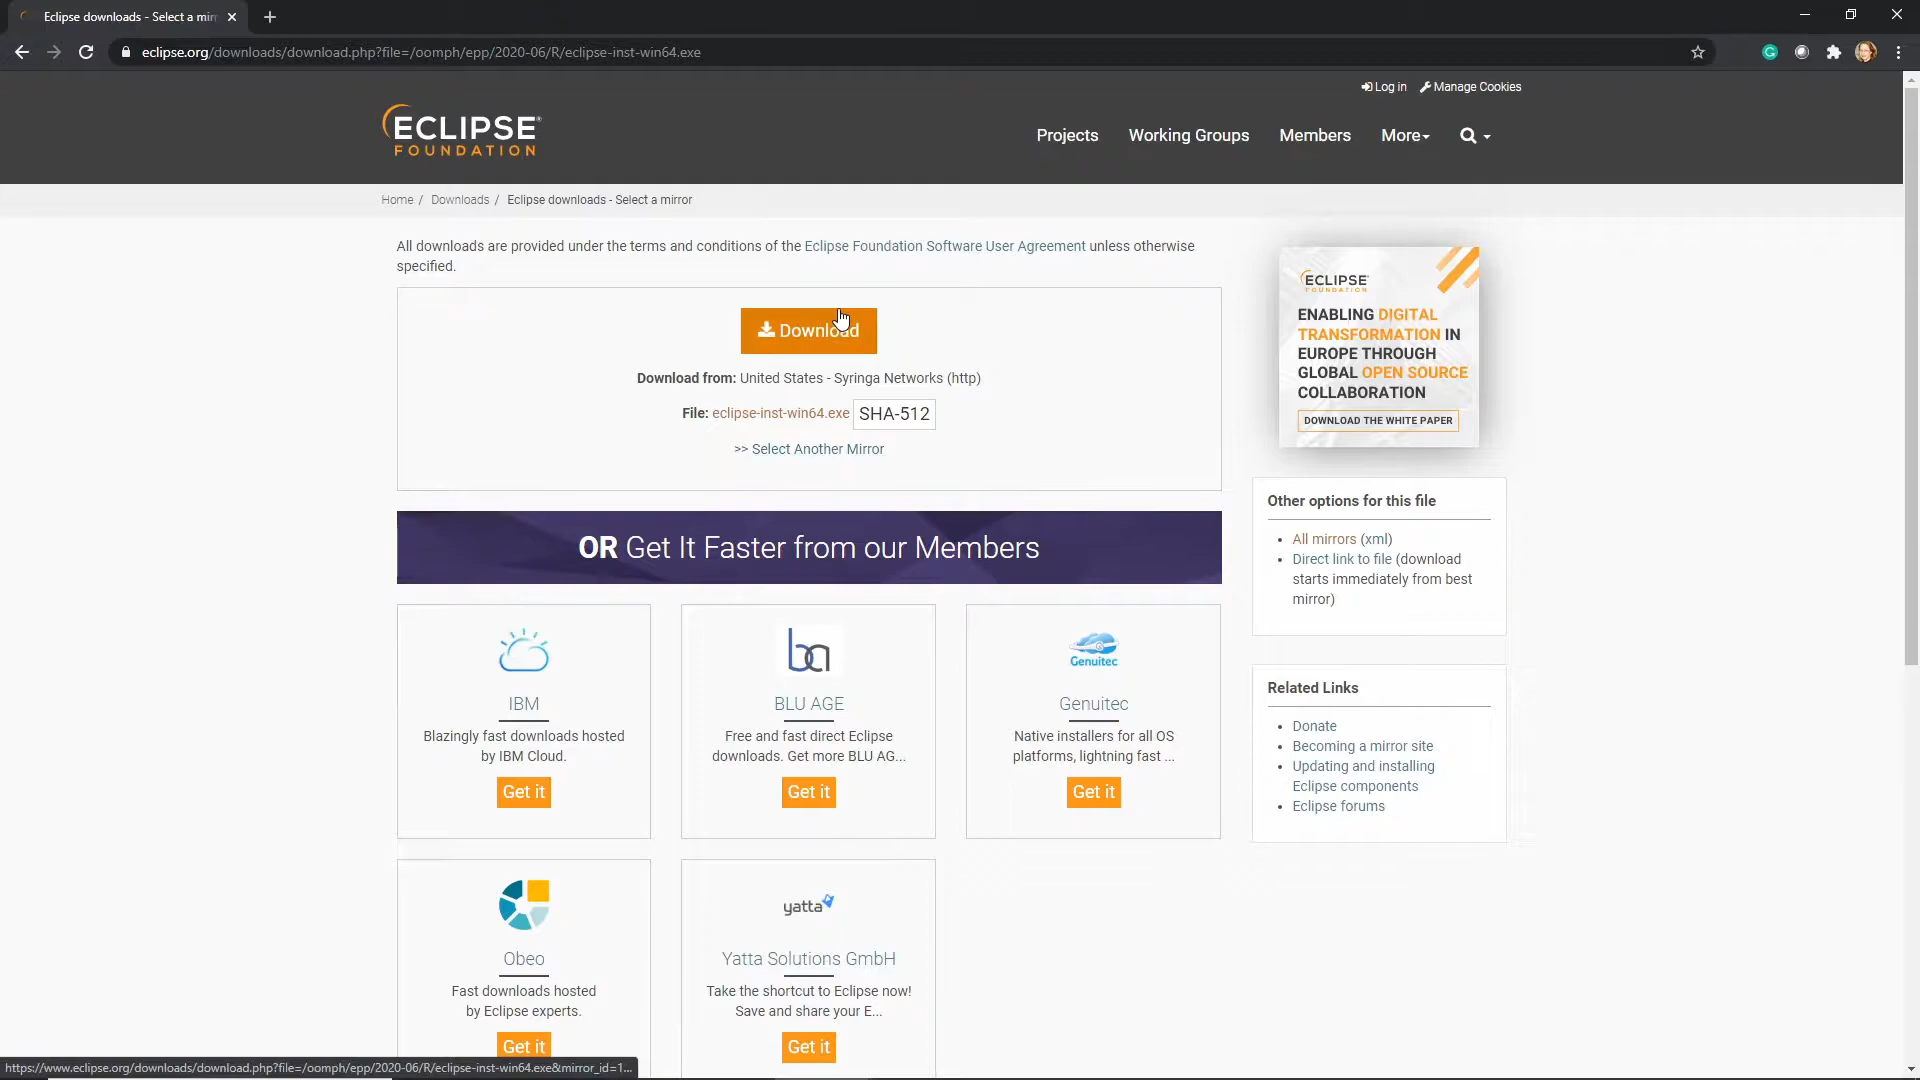 Eclipse downloads - Select a mirr
eclipse.org/downloads/download.php?file=/oomph/epp/2020-06/R/eclipse-inst-win64.exe
Log in
Manage Cookies
ECLIPSE®
FOUNDATION
Projects
Working Groups
Members
More
Home / Downloads / Eclipse downloads - Select a mirror
All downloads are provided under the terms and conditions of the Eclipse Foundation Software User Agreement unless otherwise
specified.
Download
Download from: United States - Syringa Networks (http)
File: eclipse-inst-win64.exe SHA-512
>> Select Another Mirror
OR Get It Faster from our Members
IBM
Blazingly fast downloads hosted
by IBM Cloud.
Get it
ba
BLU AGE
Free and fast direct Eclipse
downloads. Get more BLU AG...
Get it
Genuitec
Genuitec
Native installers for all OS
platforms, lightning fast ...
Get it
Obeo
Fast downloads hosted
by Eclipse experts.
Get it
yatta
Yatta Solutions GmbH
Take the shortcut to Eclipse now!
Save and share your E...
Get it
ECLIPSE
FOUNDATION
ENABLING DIGITAL
TRANSFORMATION IN
EUROPE THROUGH
GLOBAL OPEN SOURCE
COLLABORATION
DOWNLOAD THE WHITE PAPER
Other options for this file
All mirrors (xml)
Direct link to file (download
starts immediately from best
mirror)
Related Links
Donate
Becoming a mirror site
Updating and installing
Eclipse components
Eclipse forums
https://www.eclipse.org/downloads/download.php?file=/oomph/epp/2020-06/R/eclipse-inst-win64.exe&mirror_id=1...